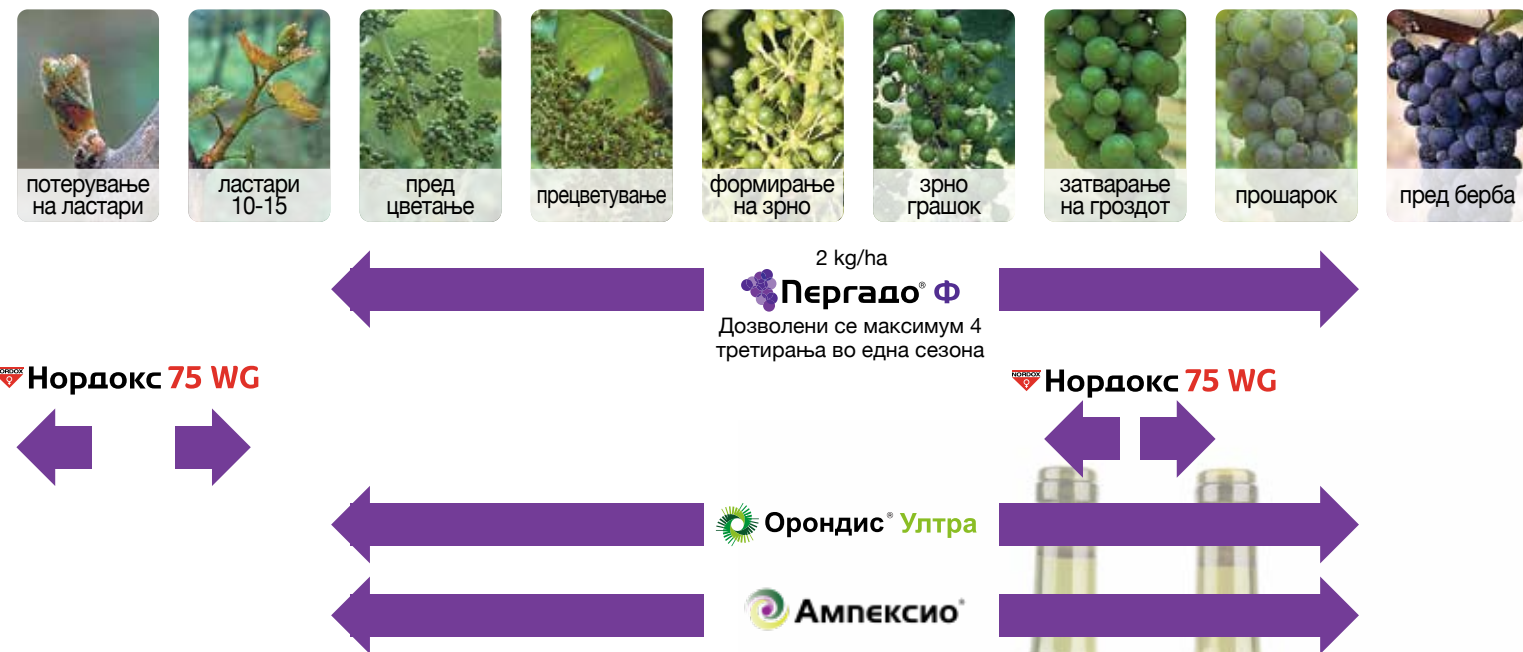 потерување
на ластари
ластари
10-15
пред
цветање
прецветување
формирање
на зрно
зрно
грашок
затварање
на гроздот
прошарок
пред берба
2 kg/ha
Пергадо® Ф
Дозволени се максимум 4
третирања во една сезона
NORDOX Нордокс 75 WG
NORDOX Нордокс 75 WG
Орондис® Ултра
Ампексио®